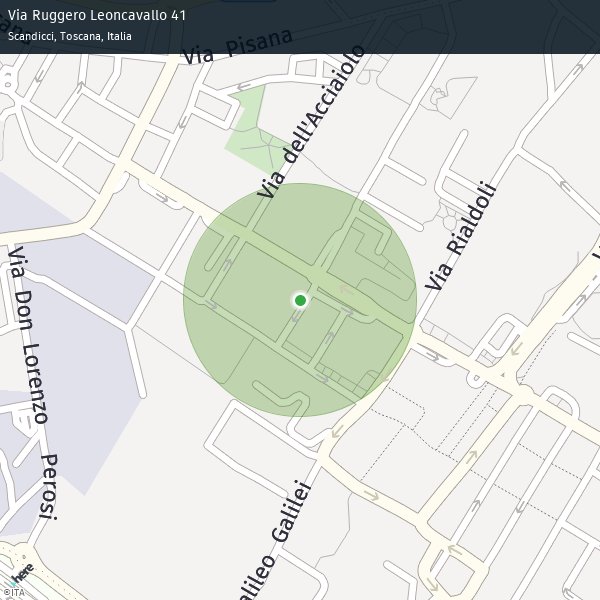 Via Ruggero Leoncavallo 41
Scandicci, Toscana, Italia
Via Pisana
Via dell'Acciaiolo
Via Rialdoli
Via Don Lorenzo Perosi
alileo Galilei
here
©ITA